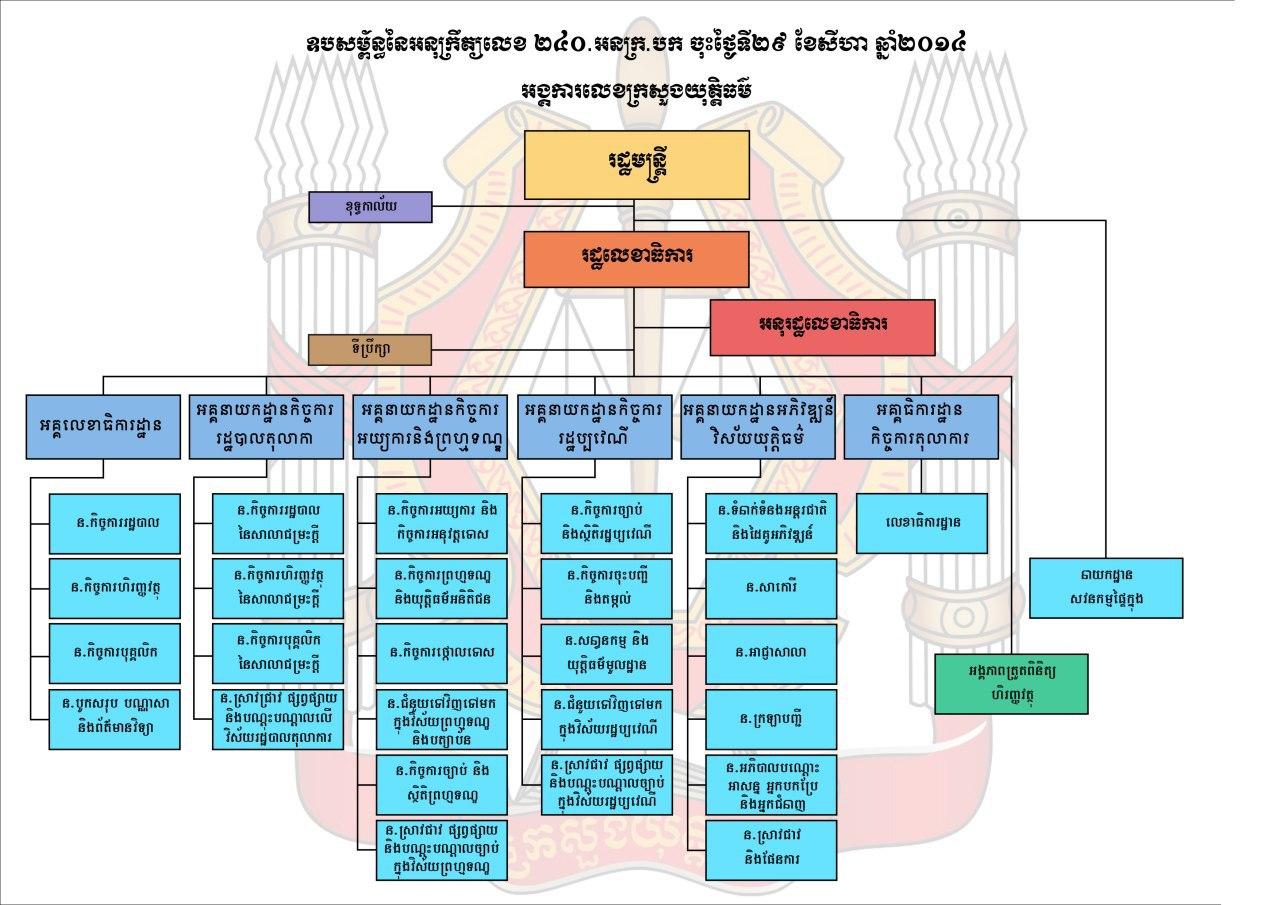 ឧបសម្ព័ន្ធនៃអនុក្រឹត្យលេខ ២៤០.អនក្រ.បក ចុះថ្ងៃទី២៩ ខែសីហា ឆ្នាំ២០១៤
អង្គការលេខក្រសួងយុត្តិធម៌
រដ្ឋមន្ត្រី
ខុទ្ទកាល័យ
រដ្ឋលេខាធិការ
អនុរដ្ឋលេខាធិការ
ទីប្រឹក្សា
អគ្គលេខាធិការដ្ឋាន
អគ្គនាយកដ្ឋានកិច្ចការ
រដ្ឋបាលតុលាកា
អគ្គនាយកដ្ឋានកិច្ចការ
អយ្យការនិងព្រហ្មទណ្ឌ
អគ្គនាយកដ្ឋានកិច្ចការ
រដ្ឋប្បវេណី
អគ្គនាយកដ្ឋានអភិវឌ្ឍន៍
វិស័យយុត្តិធម៌
អគ្គាធិការដ្ឋាន
កិច្ចការតុលាការ
ន.កិច្ចការរដ្ឋបាល
ន.កិច្ចការហិរញ្ញវត្ថុ
ន.កិច្ចការបុគ្គលិក
ន.បូកសរុប បណ្ណសា
និងព័ត៌មានវិទ្យា
ន.កិច្ចការរដ្ឋបាល
នៃសាលាជម្រះក្តី
ន.កិច្ចការហិរញ្ញវត្ថុ
នៃសាលាជម្រះក្តី
ន.កិច្ចការបុគ្គលិក
នៃសាលាជម្រះក្តី
ន.ស្រាវជ្រាវ ផ្សព្វផ្សាយ
និងបណ្តុះបណ្តាលលើ
វិស័យរដ្ឋបាលតុលាការ
ន.កិច្ចការអយ្យការ និង
កិច្ចការអនុវត្តទោស
ន.កិច្ចការព្រហ្មទណ្ឌ
និងយុត្តិធម៌អនីតិជន
ន.កិច្ចការផ្តោលទោស
ន.ជំនួយទៅវិញទៅមក
ក្នុងវិស័យព្រហ្មទណ្ឌ
និងបត្យាប័ន
ន.កិច្ចការច្បាប់ និង
ស្ថិតិព្រហ្មទណ្ឌ
ន.ស្រាវជាវ ផ្សព្វផ្សាយ
និងបណ្តុះបណ្តាលច្បាប់
ក្នុងវិស័យព្រហ្មទណ្ឌ
ន.កិច្ចការច្បាប់
និងស្ថិតិរដ្ឋប្បវេណី
ន.កិច្ចការចុះបញ្ជី
និងតម្កល់
ន.សធានកម្ម និង
យុត្តិធម៌មូលដ្ឋាន
ន.ជំនួយទៅវិញទៅមក
ក្នុងវិស័យរដ្ឋប្បវេណី
ន.ស្រាវជាវ ផ្សព្វផ្សាយ
និងបណ្តុះបណ្តាលច្បាប់
ក្នុងវិស័យរដ្ឋប្បវេណី
ន.ទំនាក់ទំនងអន្តរជាតិ
និងដៃគូអភិវឌ្ឍន៍
ន.សាកោរី
ន.អាជ្ញាសាលា
ន.ក្រឡាបញ្ជី
ន.អភិបាលបណ្តោះ
អាសន្ន អ្នកបកប្រែ
និងអ្នកជំនាញ
ន.ស្រាវជាវ
និងផែនការ
លេខាធិការដ្ឋាន
នាយកដ្ឋាន
សវនកម្មផ្ទៃក្នុង
អង្គភាពត្រួតពិនិត្យ
ហិរញ្ញវត្ថុ
ក្រសួងយុ